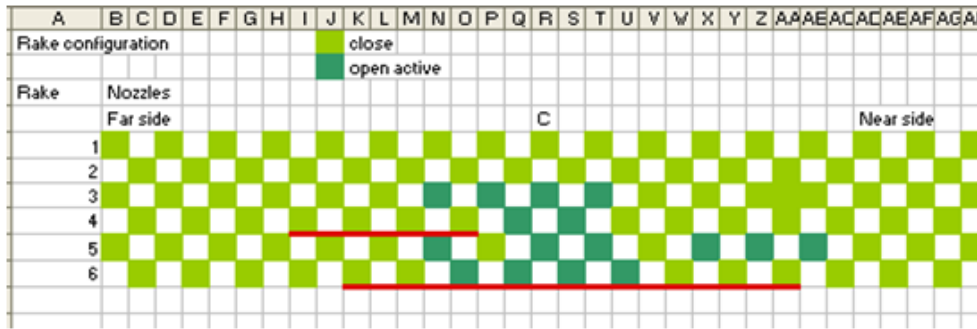 A B C D E F G H I J K L M N O P Q R S T U V W X Y Z AA AB AC AD AE AF AG
Rake configuration close
open active
Rake Nozzles
Far side C Near side
1
2
3
4
5
6